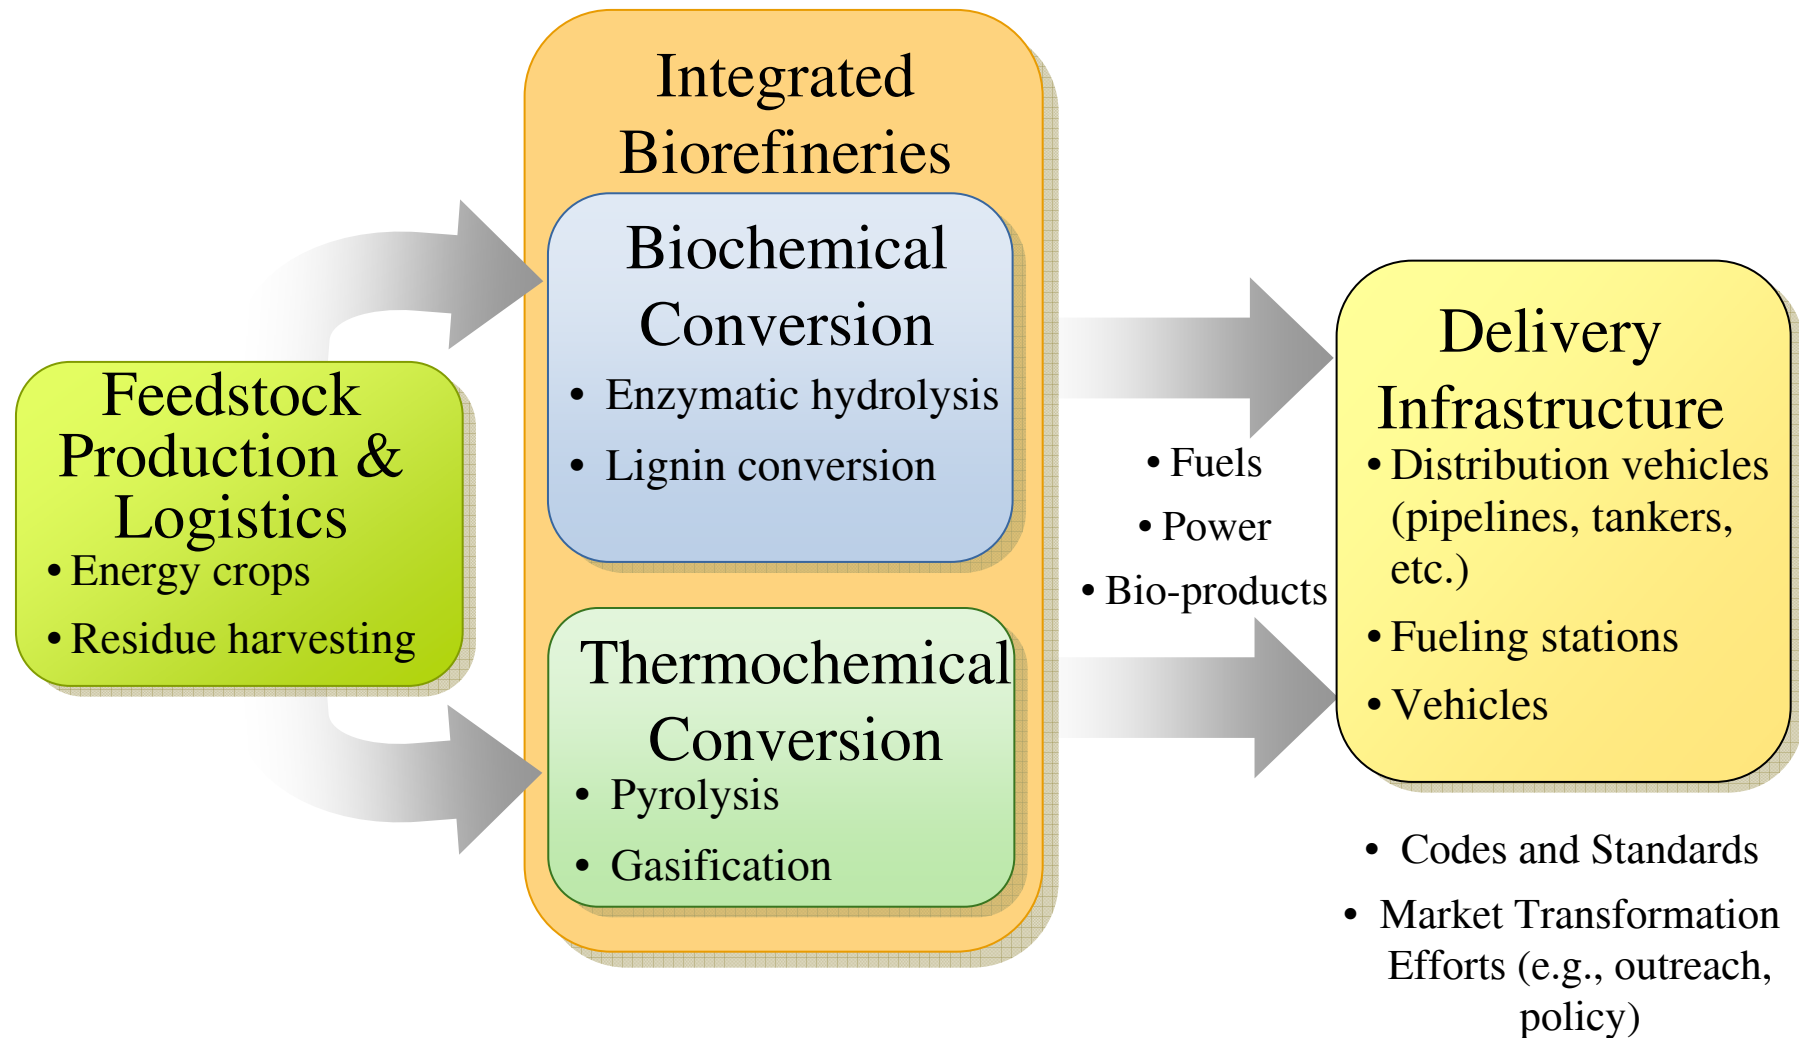 Integrated
Biorefineries
Biochemical
Conversion
• Enzymatic hydrolysis
• Lignin conversion
Thermochemical
Conversion
• Pyrolysis
• Gasification
Feedstock
Production &
Logistics
• Energy crops
• Residue harvesting
• Fuels
• Power
• Bio-products
Delivery
Infrastructure
• Distribution vehicles
(pipelines, tankers,
etc.)
• Fueling stations
• Vehicles
• Codes and Standards
• Market Transformation
Efforts (e.g., outreach,
policy)